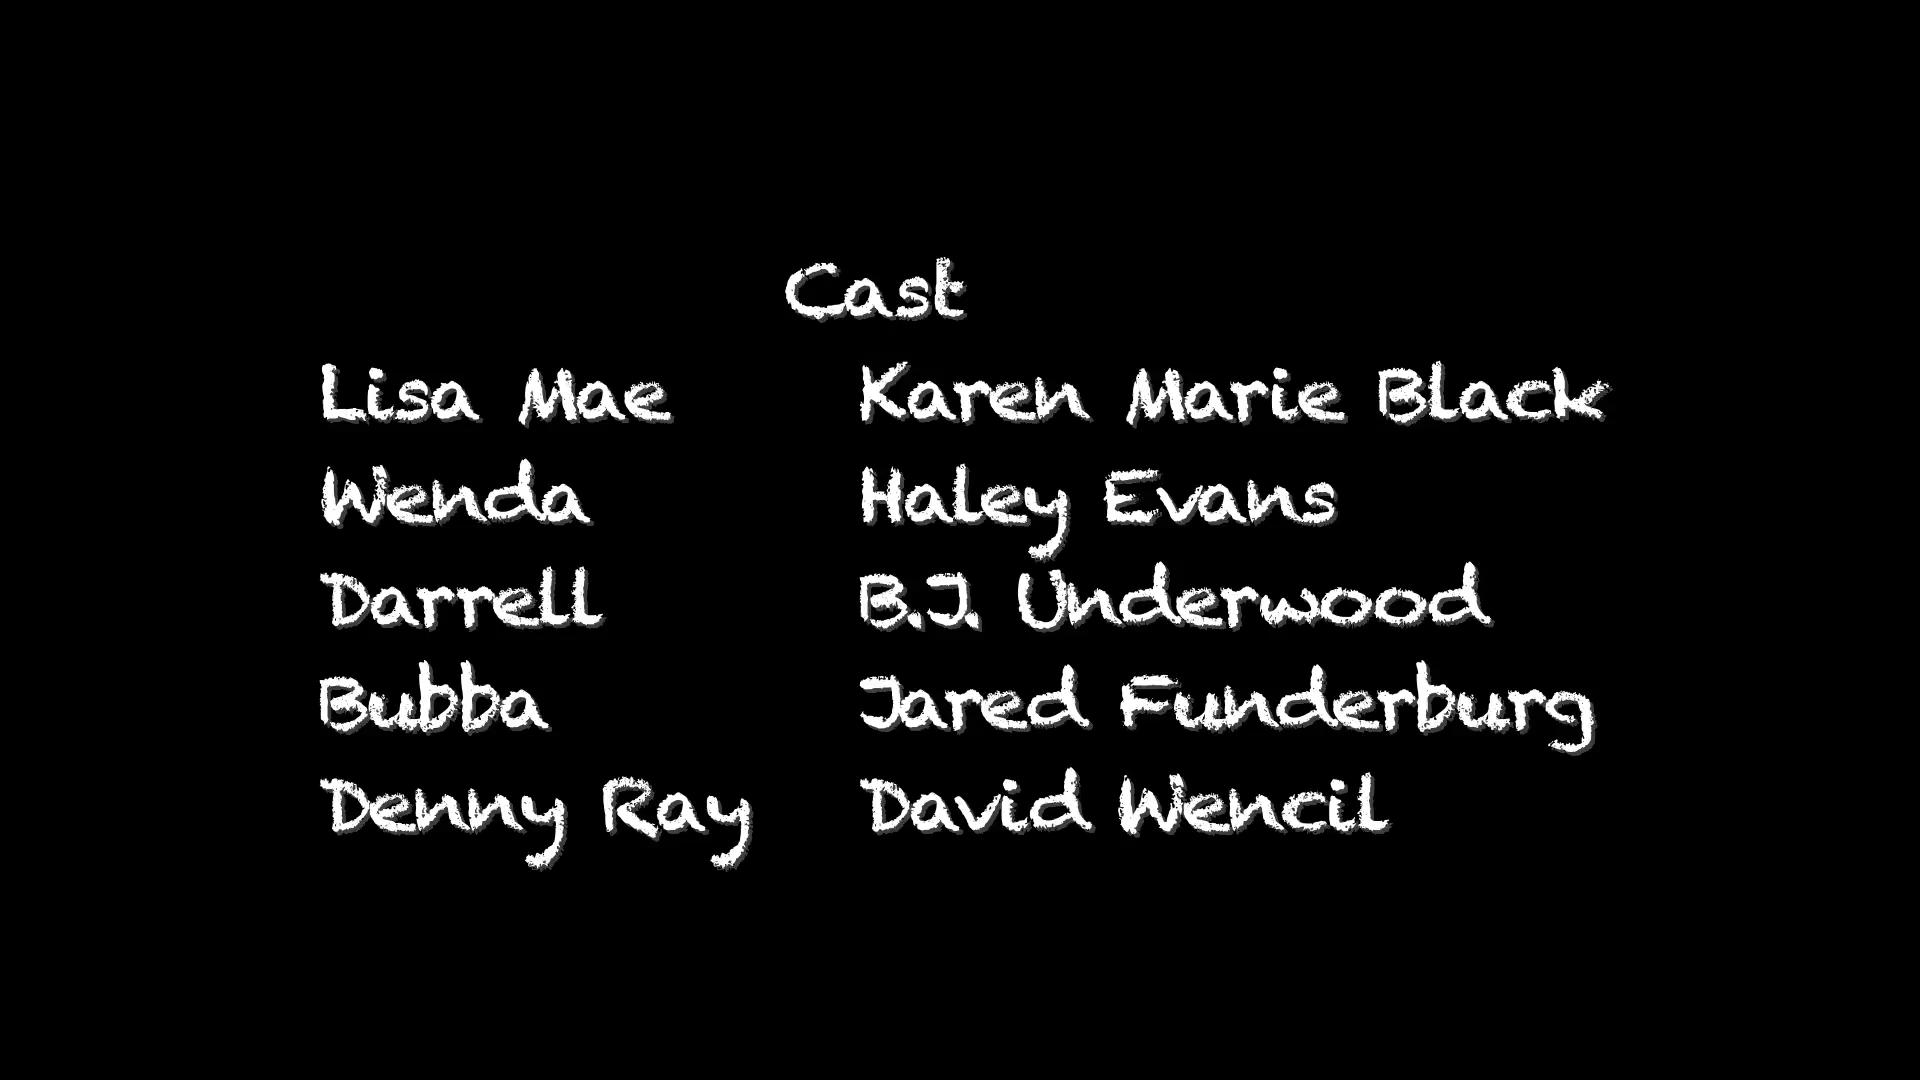 Cast
Lisa Mae Karen Marie Black
Wenda Haley Evans
Darrell B.J. Underwood
Bubba Jared Funderburg
Denny Ray David Wencil